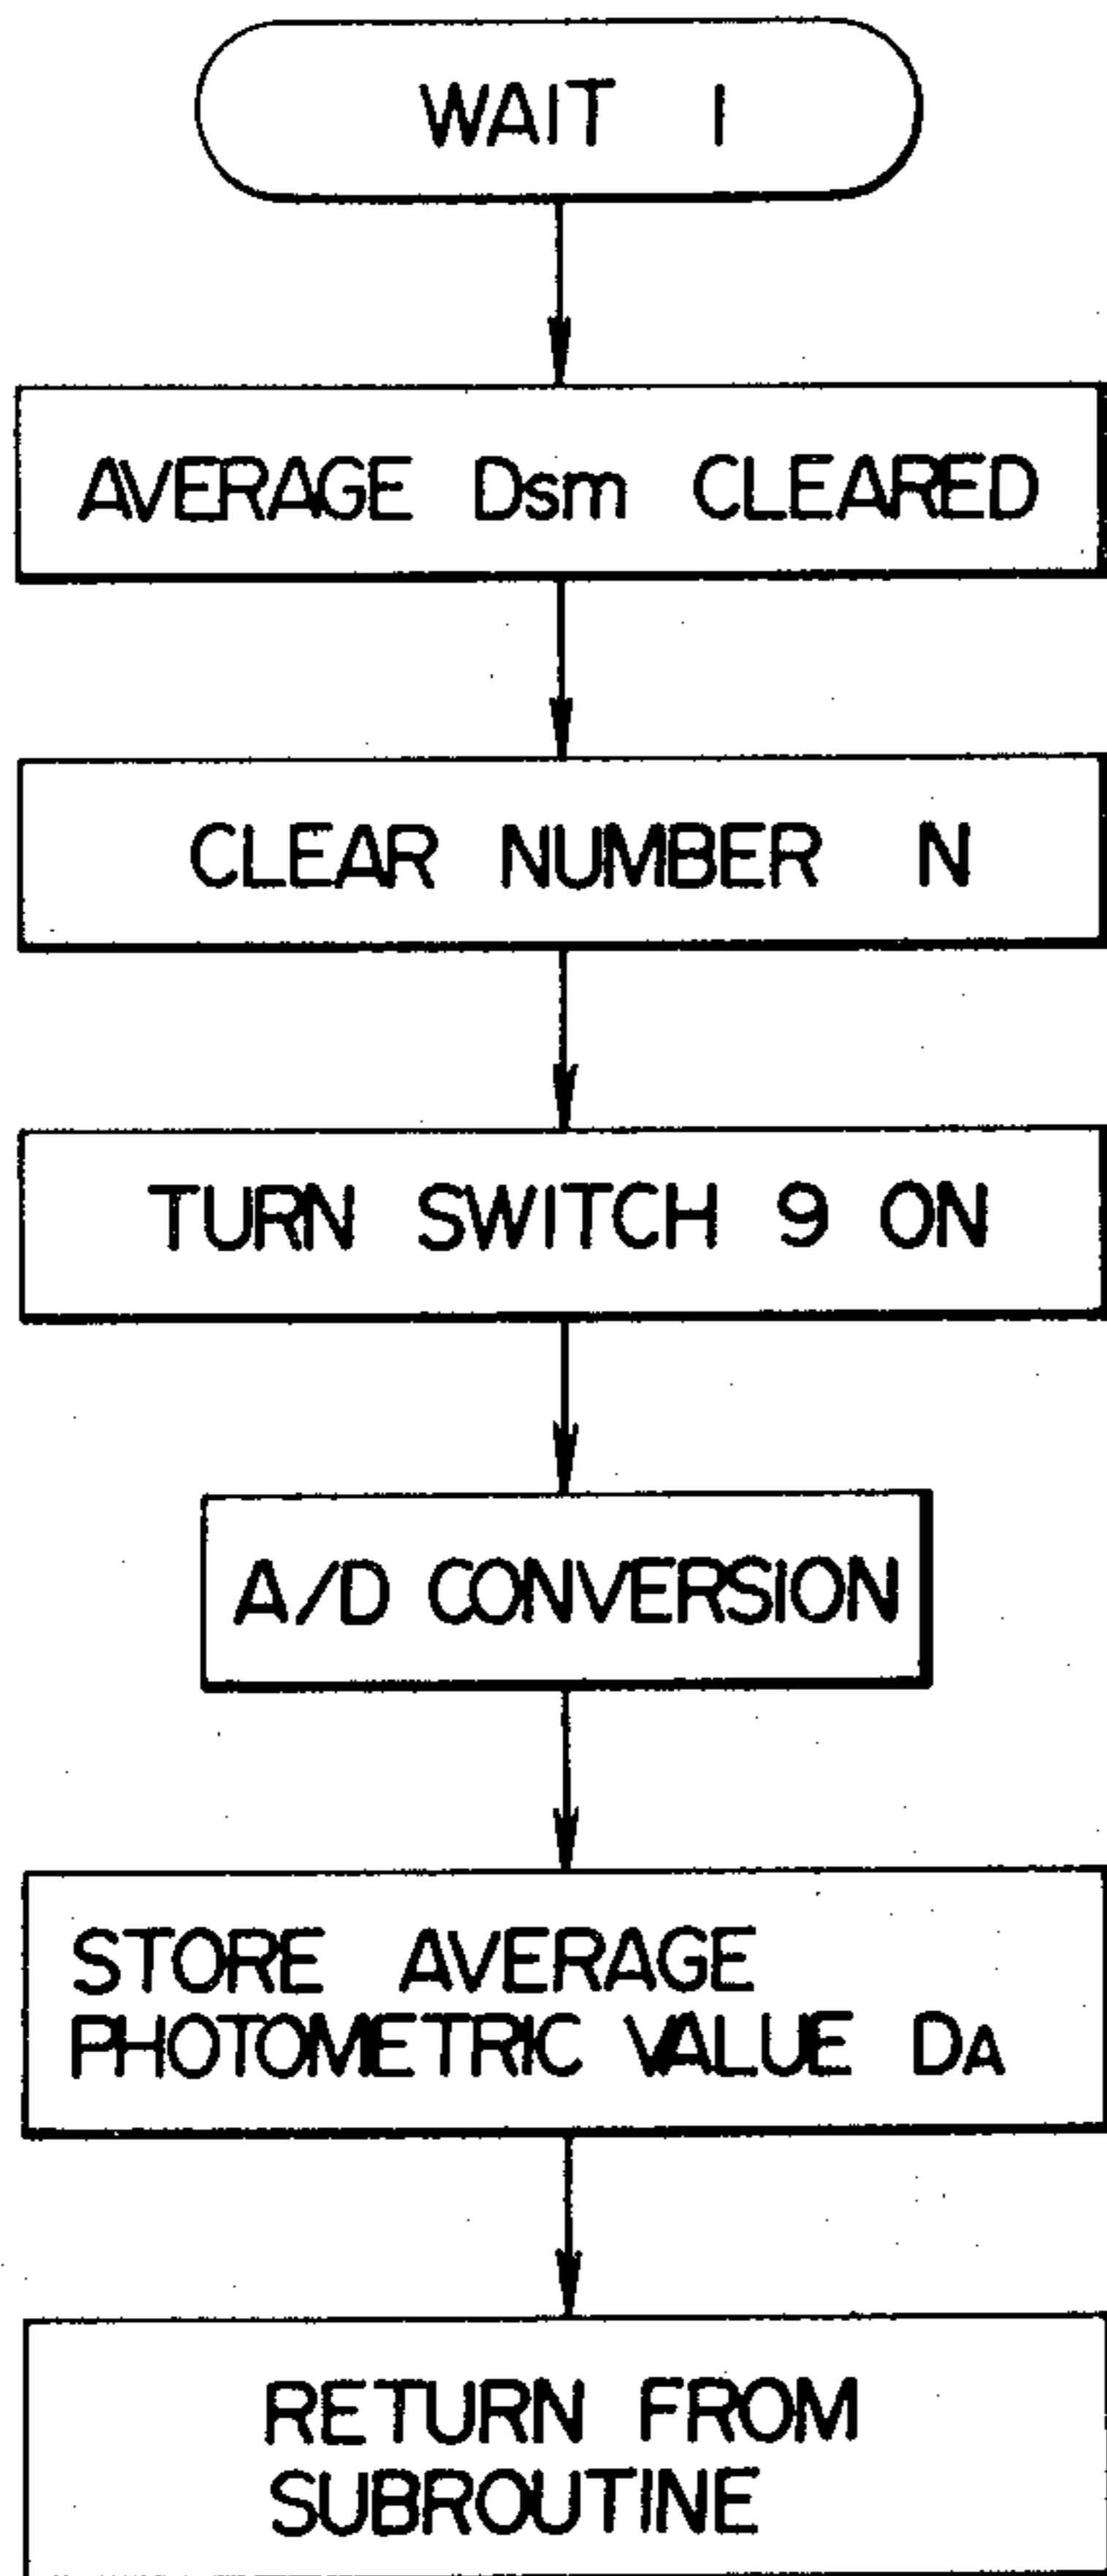 WAIT 1
AVERAGE Dsm CLEARED
CLEAR NUMBER N
TURN SWITCH 9 ON
A/D CONVERSION
STORE AVERAGE
PHOTOMETRIC VALUE DA
RETURN FROM
SUBROUTINE